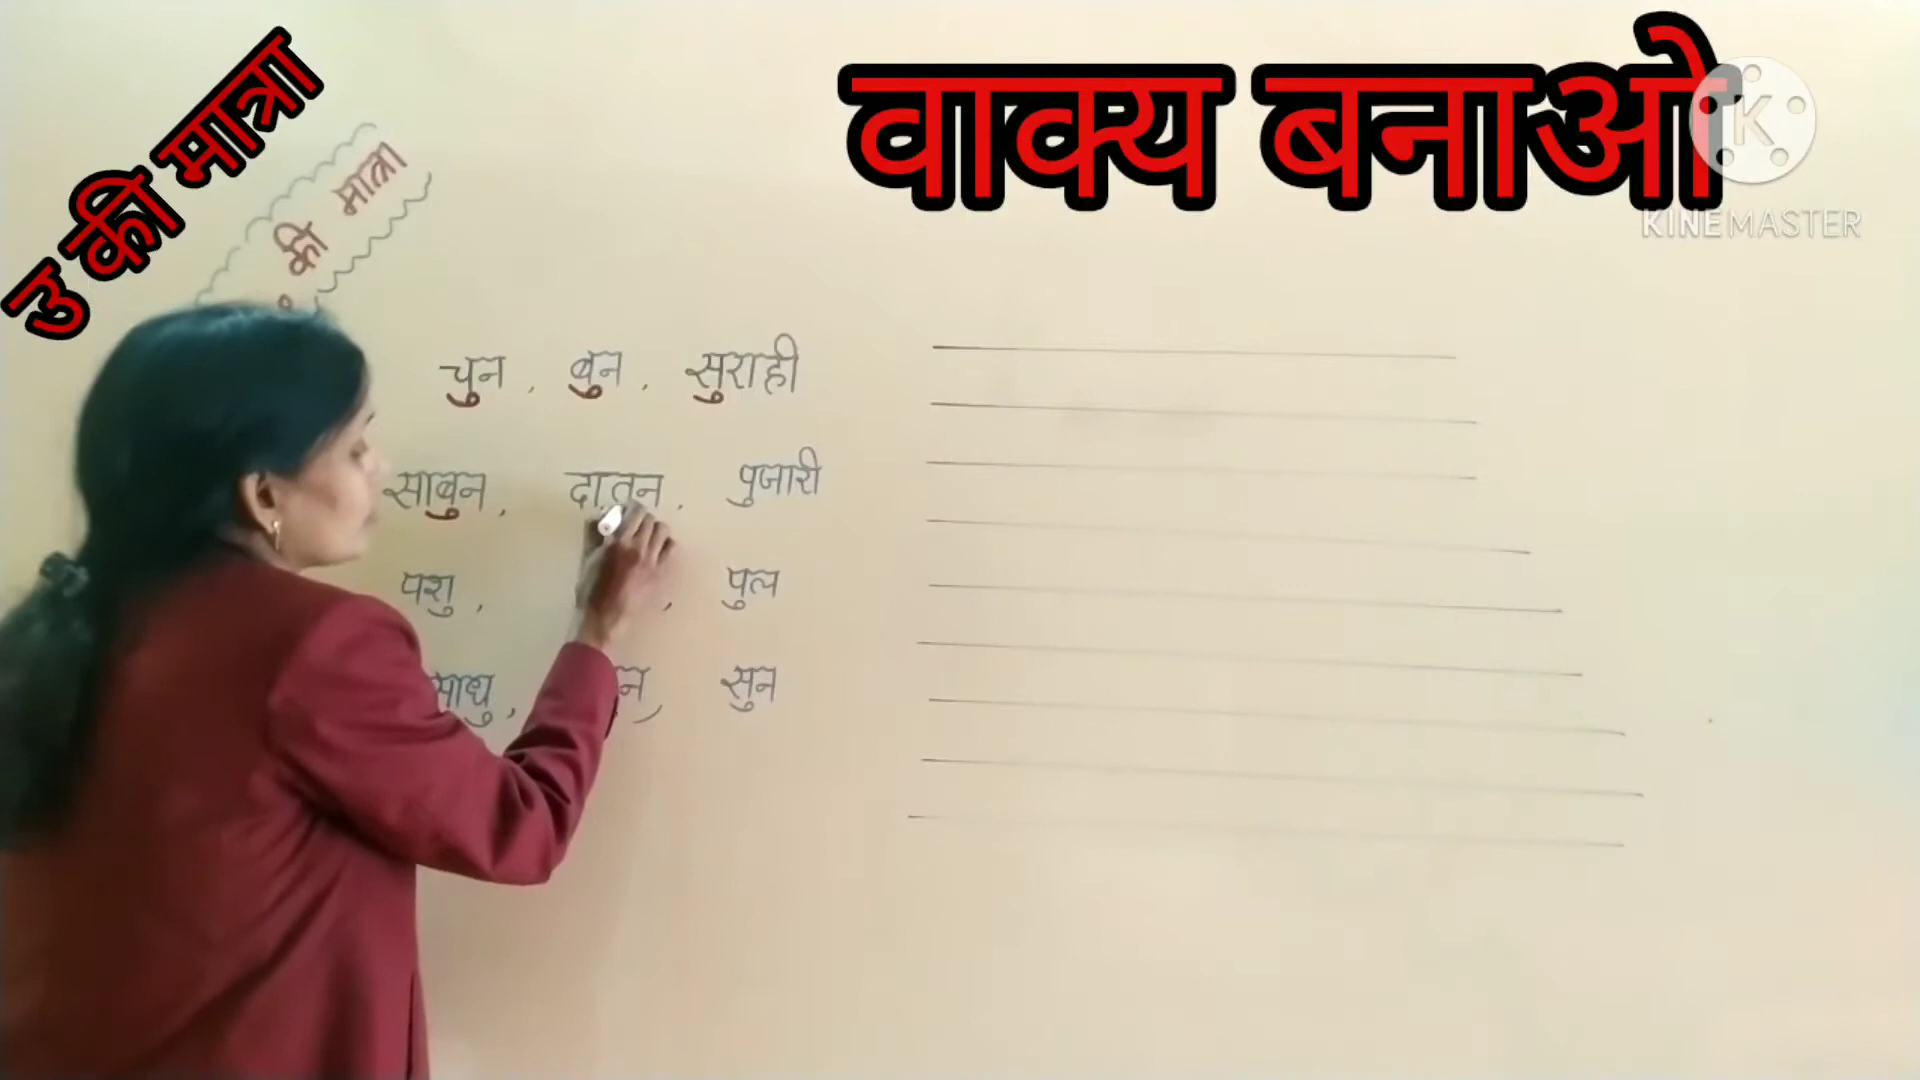 उ की मात्रा
वाक्य बनाओ
KINEMASTER
की मात्रा
चुन , बुन , सुराही
साबुन , दातुन , पुजारी
पशु , , पुल
साधु , सुन